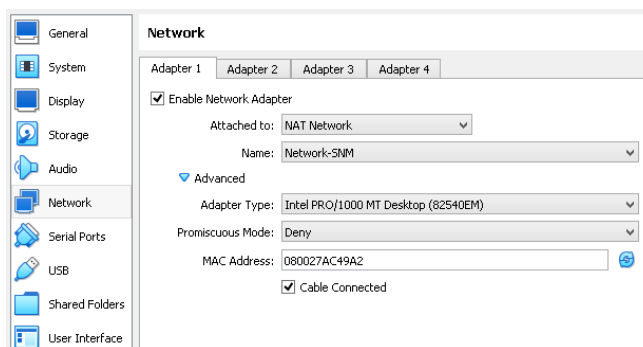 General
System
Display
Storage
Audio
Network
Serial Ports
USB
Shared Folders
User Interface
Network
Adapter 1 Adapter 2 Adapter 3 Adapter 4
Enable Network Adapter
Attached to: NAT Network
Name: Network-SNM
Advanced
Adapter Type: Intel PRO/1000 MT Desktop (82540EM)
Promiscuous Mode: Deny
MAC Address: 080027AC49A2
Cable Connected